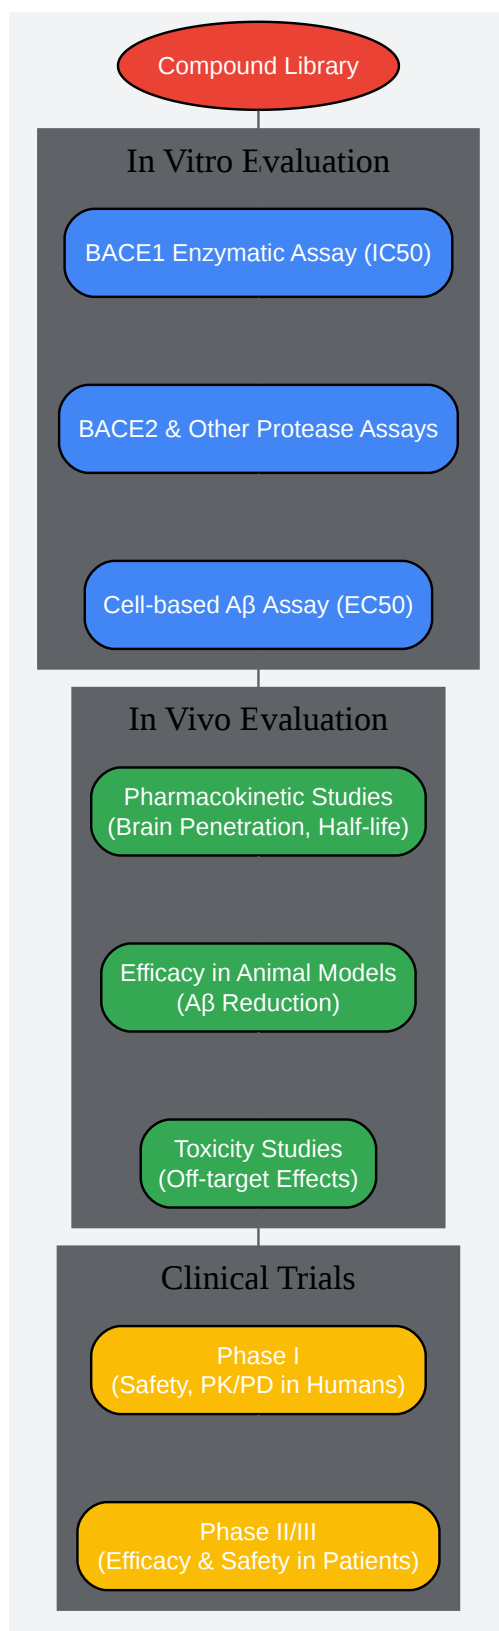 Compound Library
In Vitro Evaluation
BACE1 Enzymatic Assay (IC50)
BACE2 & Other Protease Assays
Cell-based Aβ Assay (EC50)
In Vivo Evaluation
Pharmacokinetic Studies
(Brain Penetration, Half-life)
Efficacy in Animal Models
(Aβ Reduction)
Toxicity Studies
(Off-target Effects)
Clinical Trials
Phase I
(Safety, PK/PD in Humans)
Phase II/III
(Efficacy & Safety in Patients)